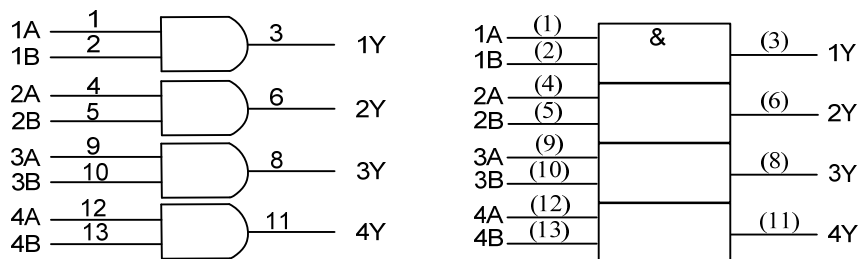 1A 1 3 1Y
1B 2
2A 4 6 2Y
2B 5
3A 9 8 3Y
3B 10
4A 12 11 4Y
4B 13
1A (1) & (3) 1Y
1B (2)
2A (4) (6) 2Y
2B (5)
3A (9) (8) 3Y
3B (10)
4A (12) (11) 4Y
4B (13)